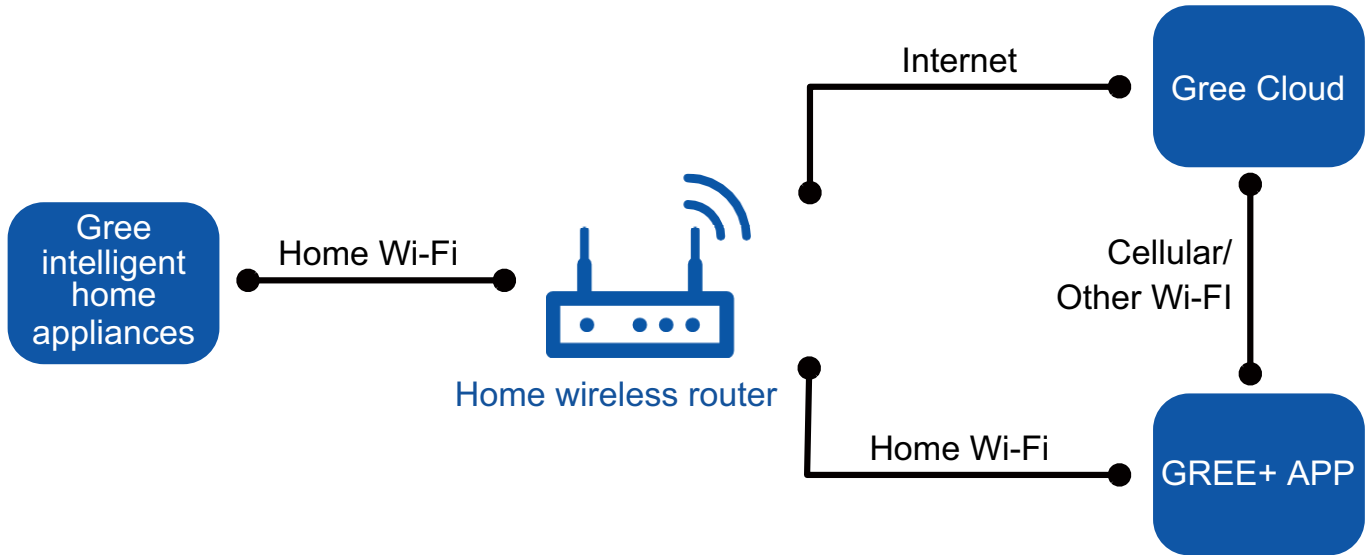 Internet
Gree Cloud
Gree
intelligent
home
appliances
Home Wi-Fi
Cellular/
Other Wi-FI
Home wireless router
Home Wi-Fi
GREE+ APP